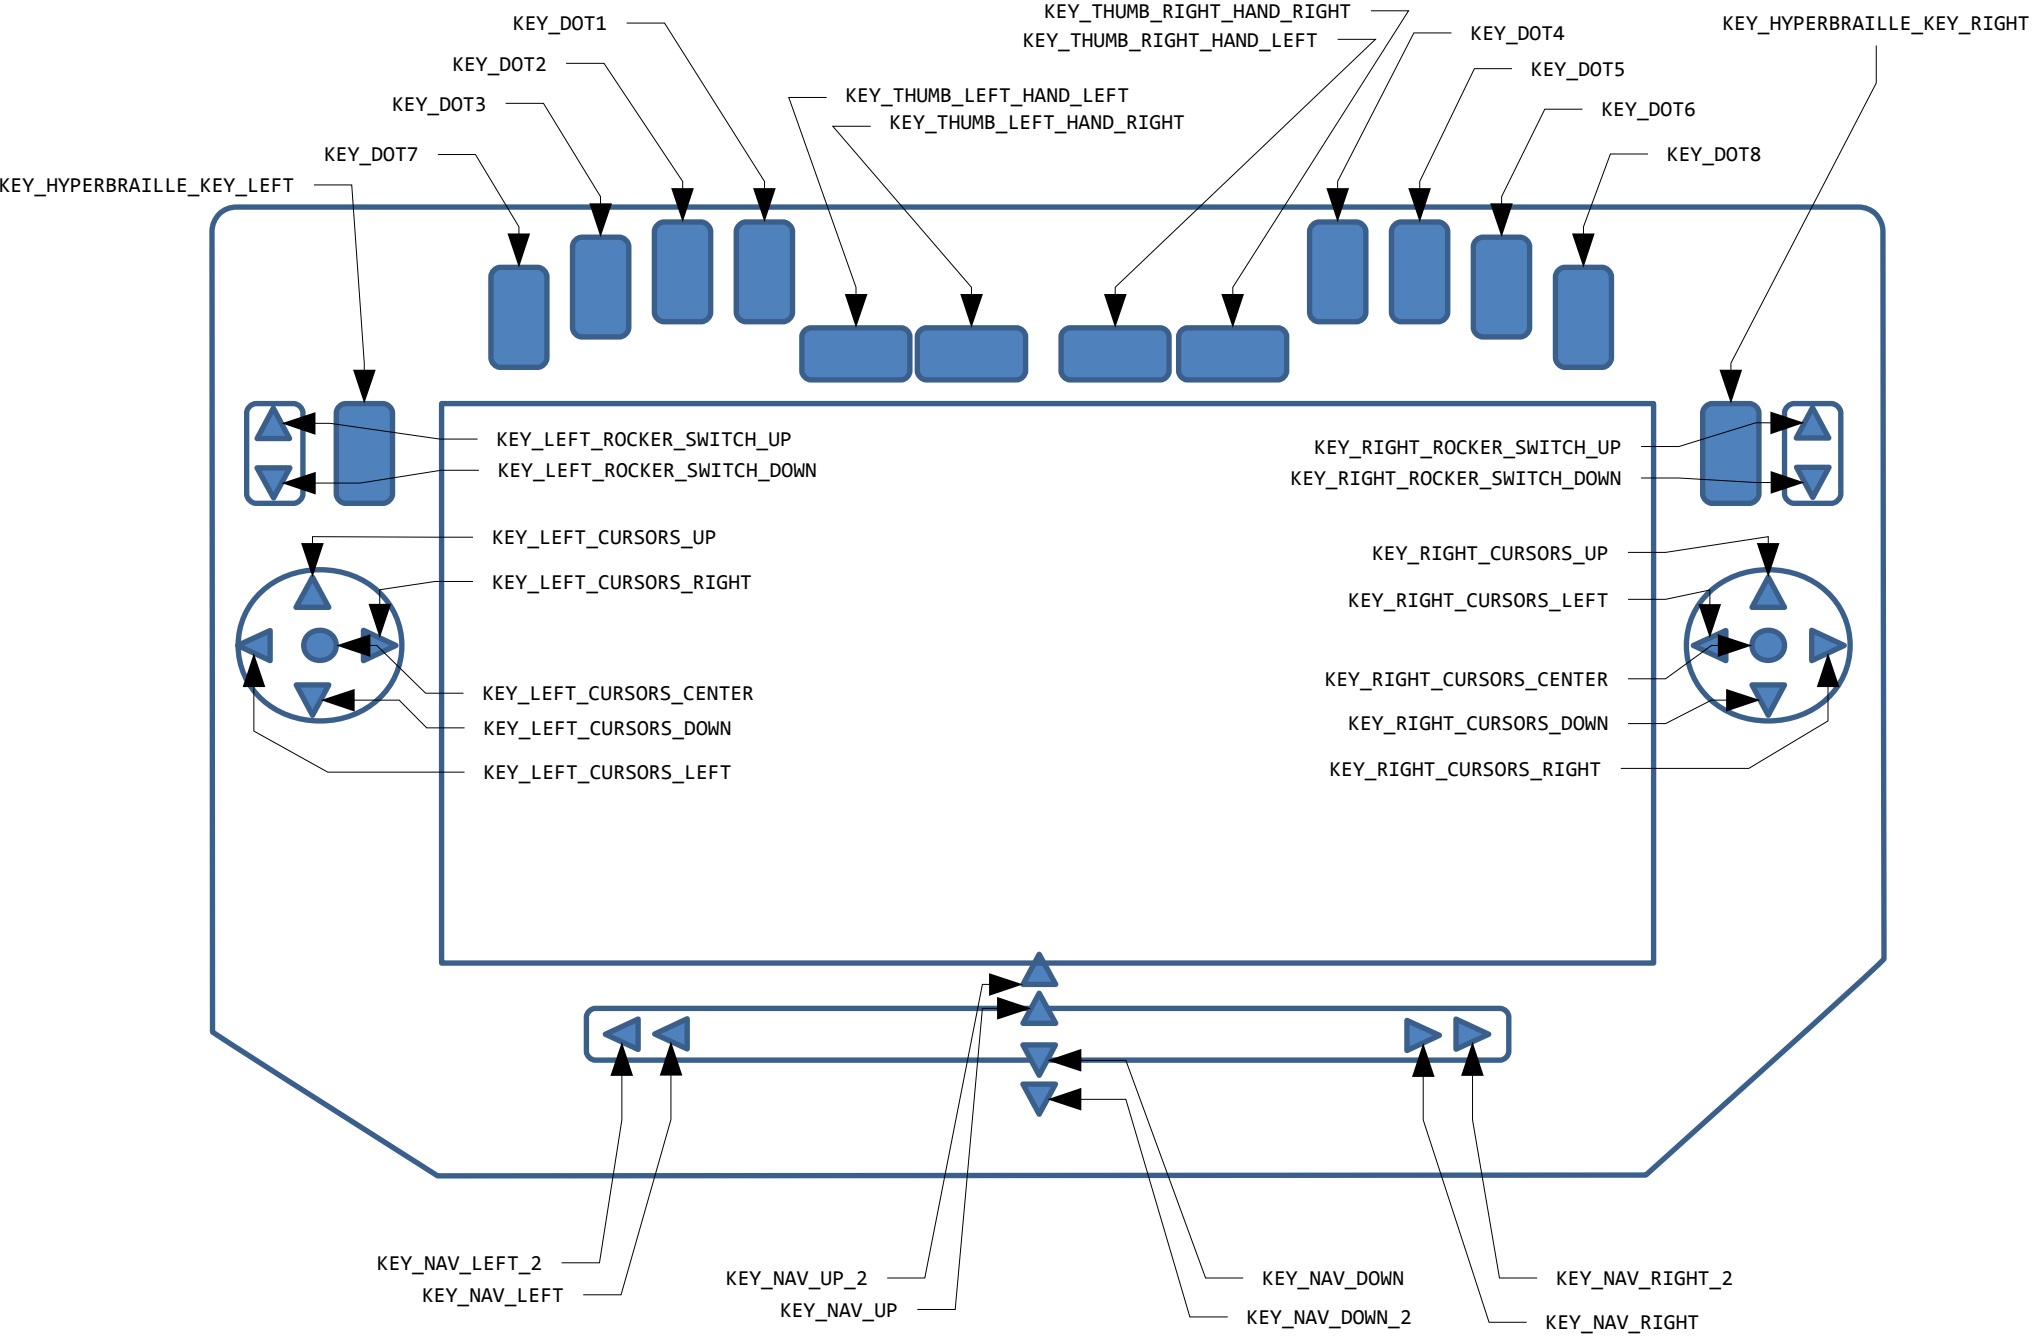 KEY_THUMB_RIGHT_HAND_RIGHT
KEY_DOT1
KEY_HYPERBRAILLE_KEY_RIGHT
KEY_DOT4
KEY_THUMB_RIGHT_HAND_LEFT
KEY_DOT2
KEY_DOT5
KEY_THUMB_LEFT_HAND_LEFT
KEY_DOT3
KEY_DOT6
KEY_THUMB_LEFT_HAND_RIGHT
KEY_DOT7
KEY_DOT8
KEY_HYPERBRAILLE_KEY_LEFT
KEY_LEFT_ROCKER_SWITCH_UP
KEY_RIGHT_ROCKER_SWITCH_UP
KEY_LEFT_ROCKER_SWITCH_DOWN
KEY_RIGHT_ROCKER_SWITCH_DOWN
KEY_LEFT_CURSORS_UP
KEY_RIGHT_CURSORS_UP
KEY_LEFT_CURSORS_RIGHT
KEY_RIGHT_CURSORS_LEFT
KEY_RIGHT_CURSORS_CENTER
KEY_LEFT_CURSORS_CENTER
KEY_RIGHT_CURSORS_DOWN
KEY_LEFT_CURSORS_DOWN
KEY_RIGHT_CURSORS_RIGHT
KEY_LEFT_CURSORS_LEFT
KEY_NAV_LEFT_2
KEY_NAV_UP_2
KEY_NAV_DOWN
KEY_NAV_RIGHT_2
KEY_NAV_LEFT
KEY_NAV_UP
KEY_NAV_DOWN_2
KEY_NAV_RIGHT